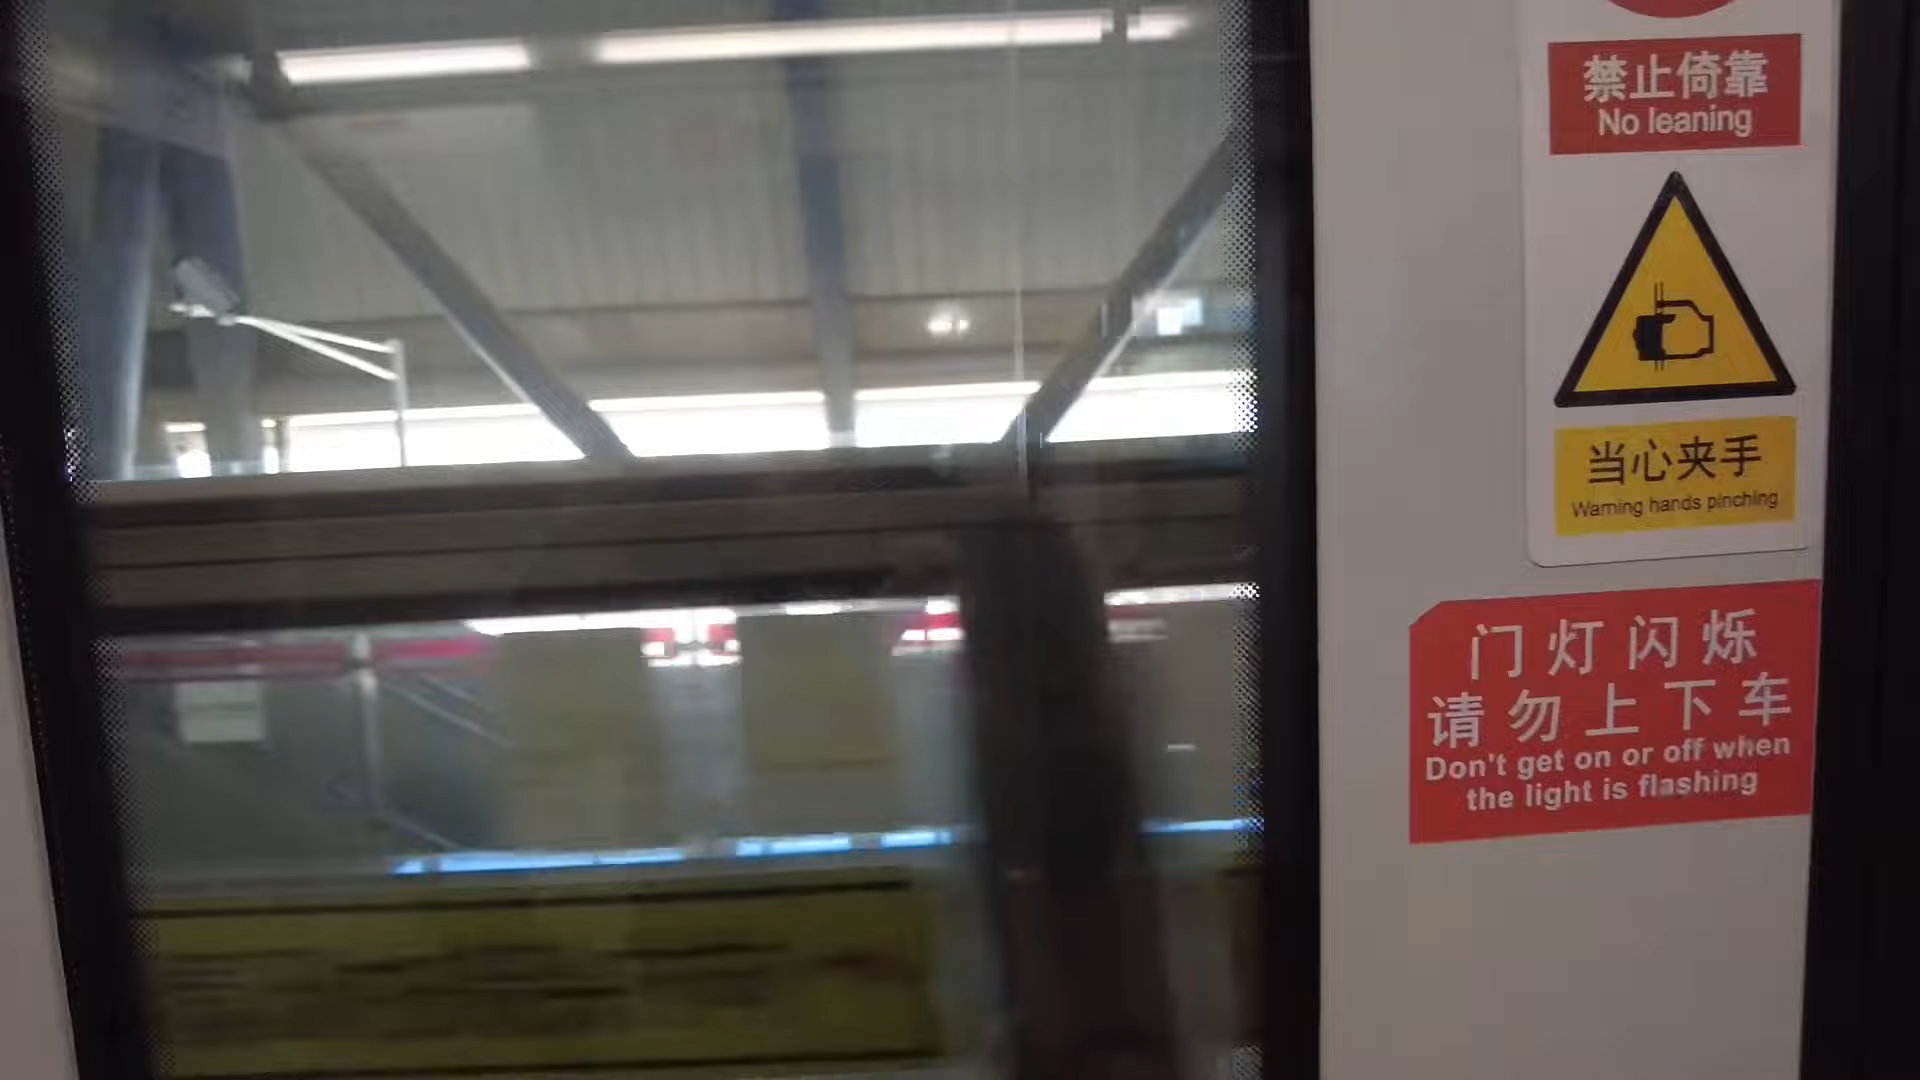 禁止倚靠
No leaning
当心夹手
Warning hands pinching
门灯闪烁
请勿上下车
Don't get on or off when
the light is flashing